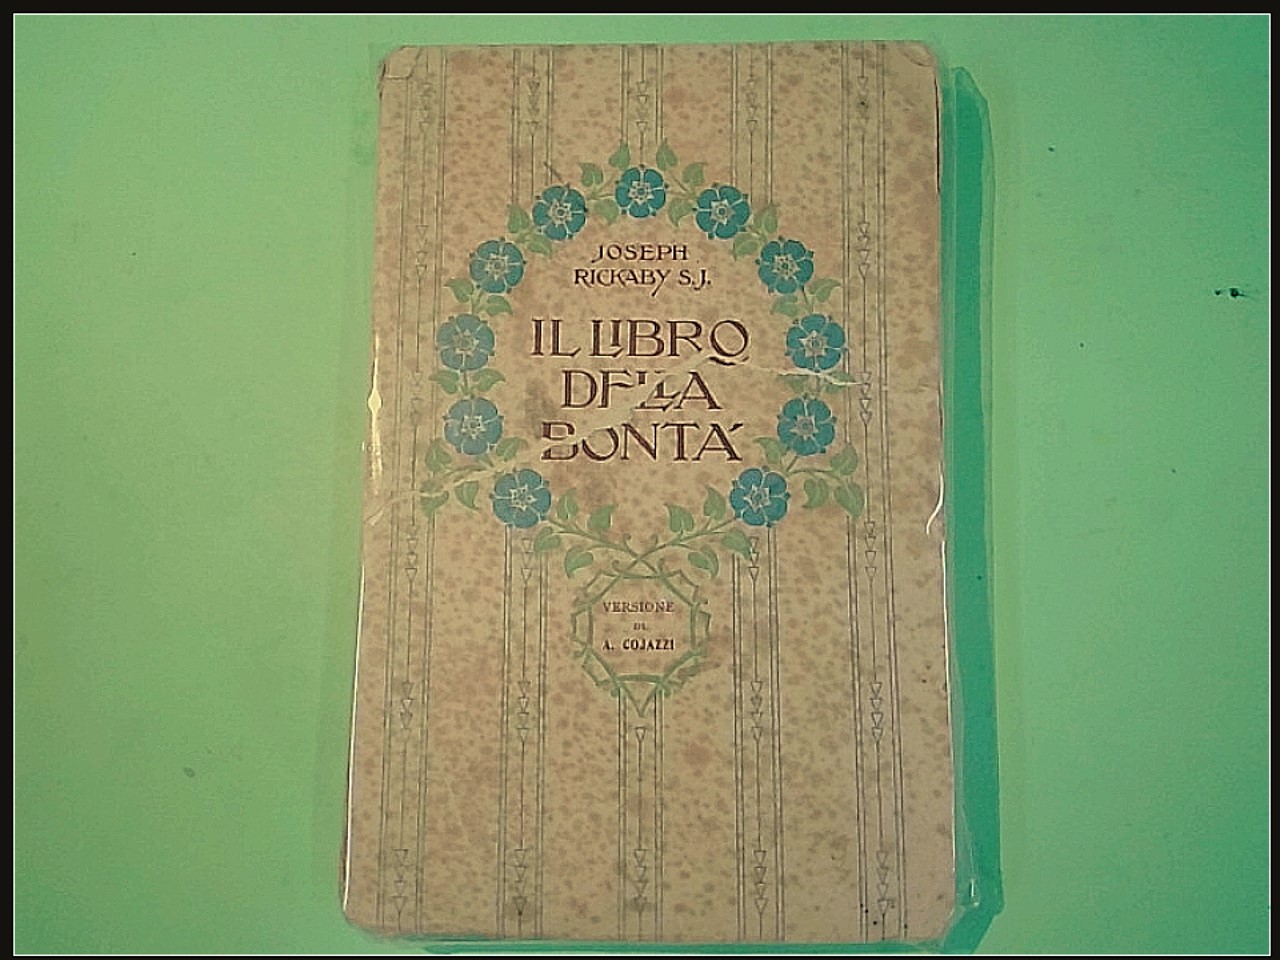 JOSEPH
RICKABY S.J.
IL LIBRO
DELLA
BONTÀ
VERSIONE
DI
A. COJAZZI